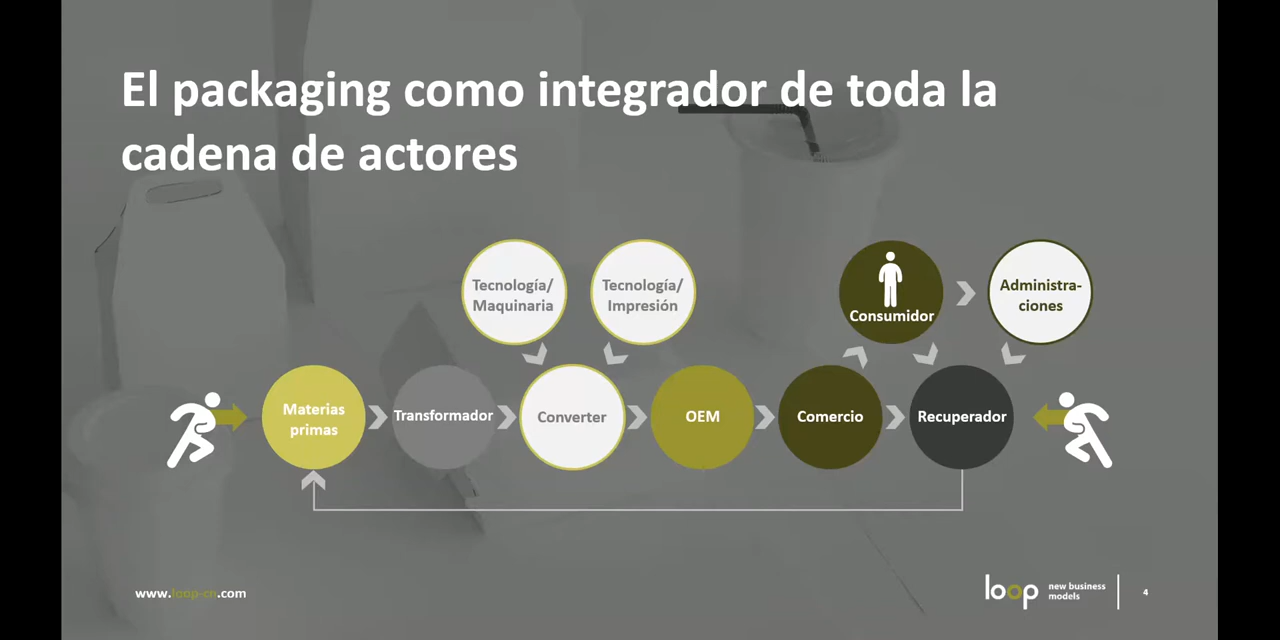 El packaging como integrador de toda la
cadena de actores
Tecnología/
Maquinaria
Tecnología/
Impresión
Consumidor
Administra-
ciones
Materias
primas
Transformador
Converter
OEM
Comercio
Recuperador
www.loop-cn.com
loop
new business
models
4